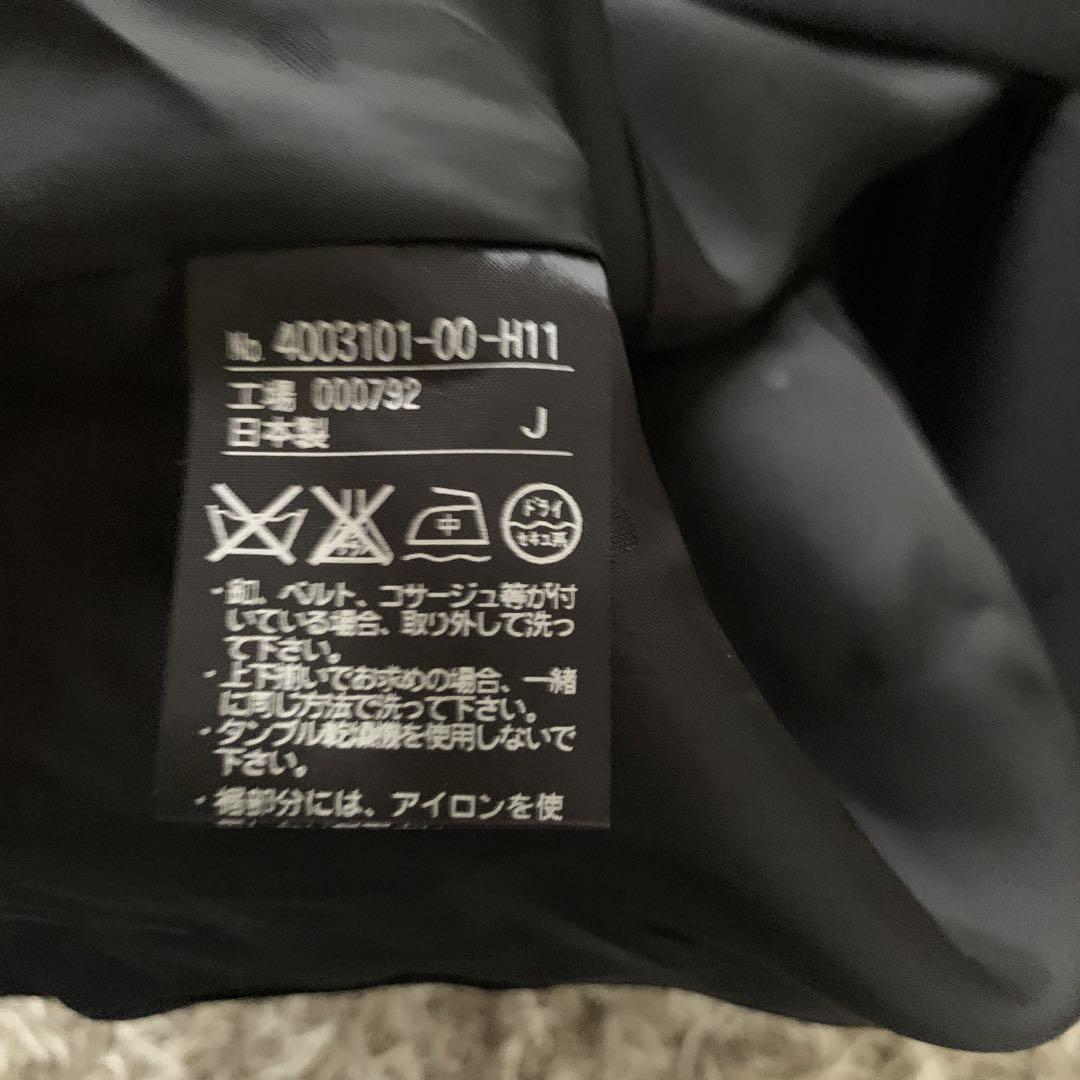 No. 4003101-00-H11
工場 000792
日本製 J
中 ドライ
セキユ系
・釦、ベルト、コサージュ等が付
いている場合、取り外して洗っ
て下さい。
・上下揃いでお求めの場合、一緒
に同じ方法で洗って下さい。
・タンブル乾燥機を使用しないで
下さい。
・裾部分には、アイロンを使